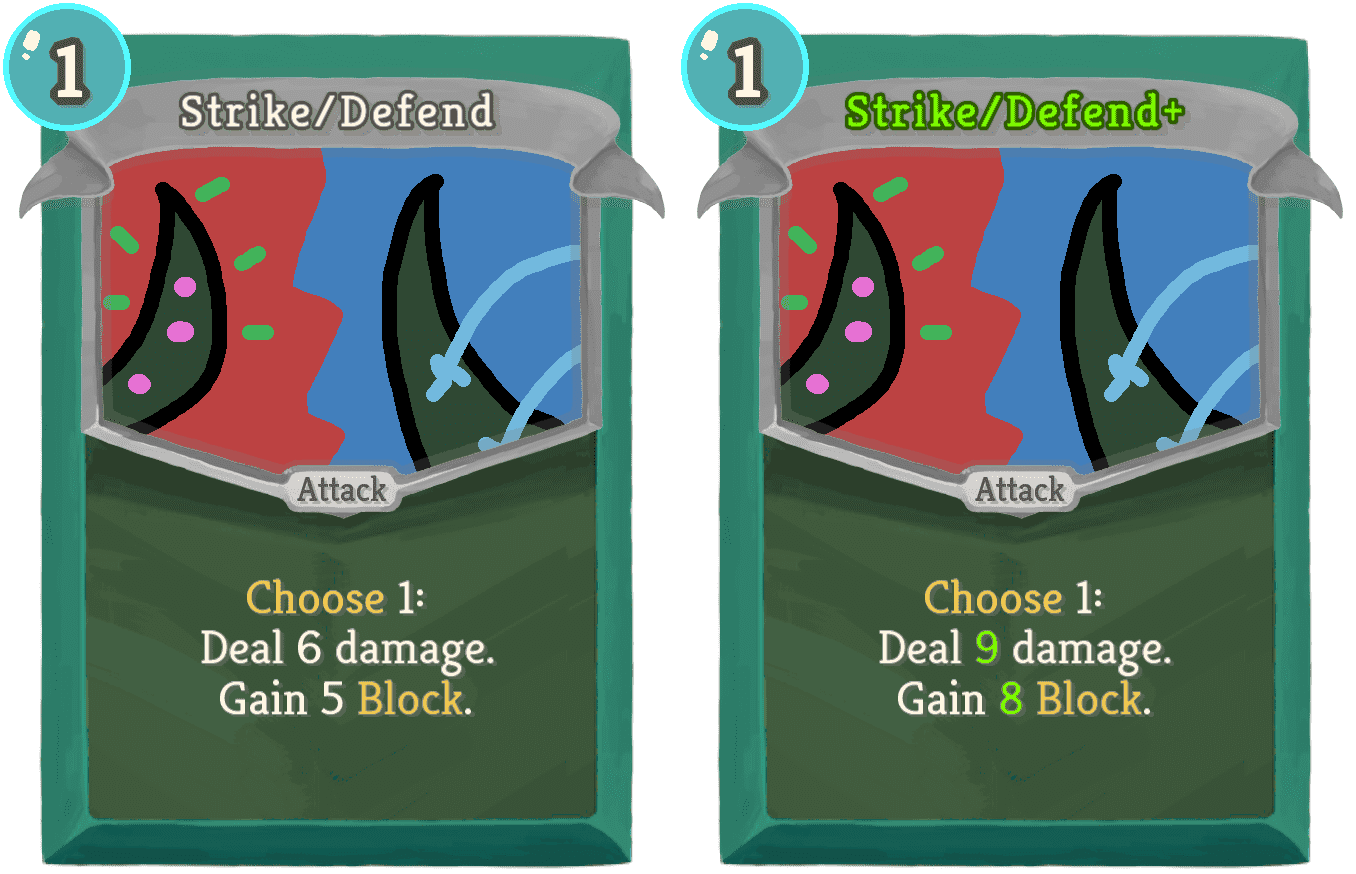 1
Strike/Defend
Attack
Choose 1:
Deal 6 damage.
Gain 5 Block.
1
Strike/Defend+
Attack
Choose 1:
Deal 9 damage.
Gain 8 Block.